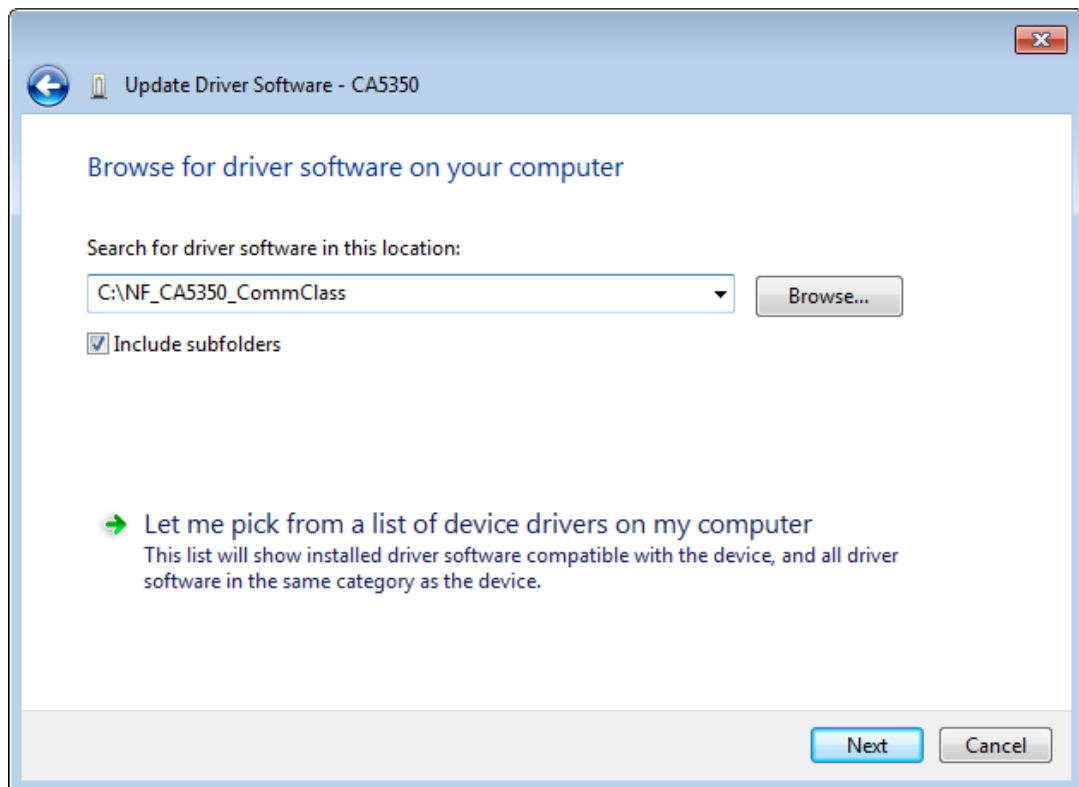 Update Driver Software - CA5350
Browse for driver software on your computer
Search for driver software in this location:
C:\NF_CA5350_CommClass
Browse...
Include subfolders
Let me pick from a list of device drivers on my computer
This list will show installed driver software compatible with the device, and all driver
software in the same category as the device.
Next
Cancel